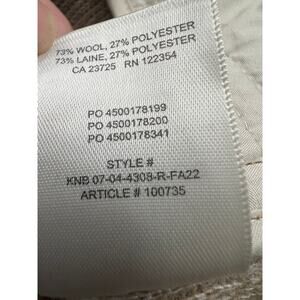 73% WOOL, 27% POLYESTER
73% LAINE, 27% POLYESTER
CA 23725 RN 122354
PO 4500178199
PO 4500178200
PO 4500178341
STYLE #
KNB 07-04-4308-R-FA22
ARTICLE # 100735